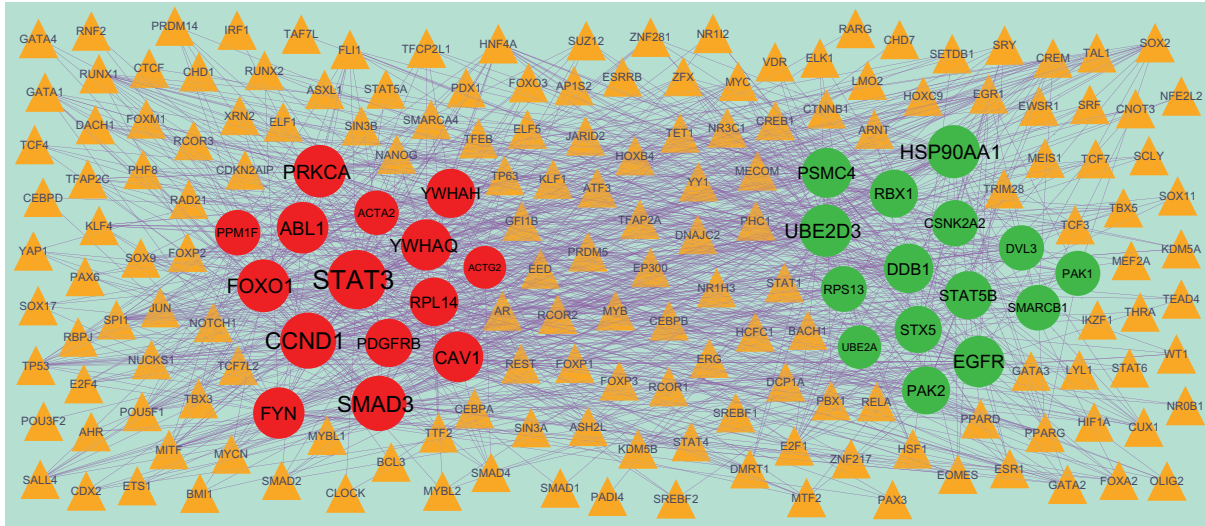 PRDM14
IRF1
TAF7L
FLI1
TFCP2L1
HNF4A
SUZ12
ZNF281
NR1I2
RARG
CHD7
SETDB1
SRY
CREM
TAL1
SOX2
GATA4
RNF2
RUNX1
CTCF
CHD1
RUNX2
ASXL1
STAT5A
PDX1
FOXO3
AP1S2
ESRRB
ZFX
MYC
VDR
ELK1
LMO2
HOXC9
EGR1
EWSR1
SRF
CNOT3
NFE2L2
GATA1
DACH1
FOXM1
XRN2
ELF1
SIN3B
SMARCA4
TFEB
ELF5
JARID2
TET1
NR3C1
CREB1
CTNNB1
ARNT
TCF4
RCOR3
NANOG
HOXB4
HSP90AA1
MEIS1
TCF7
SCLY
TFAP2C
PHF8
CDKN2AIP
PRKCA
YWHAH
TP63
KLF1
ATF3
YY1
MECOM
PSMC4
RBX1
TRIM28
CEBPD
RAD21
SOX11
KLF4
PPM1F
ABL1
ACTA2
GFI1B
TFAP2A
DNAJC2
PHC1
UBE2D3
CSNK2A2
TCF3
TBX5
YAP1
SOX9
FOXP2
YWHAQ
PRDM5
DVL3
KDM5A
PAX6
FOXO1
STAT3
ACTG2
EED
EP300
NR1H3
STAT1
DDB1
PAK1
MEF2A
SOX17
SPI1
JUN
NOTCH1
RPL14
AR
RCOR2
MYB
CEBPB
RPS13
STAT5B
SMARCB1
IKZF1
THRA
TEAD4
RBPJ
NUCKS1
CCND1
PDGFRB
HCFC1
BACH1
STX5
TP53
TCF7L2
CAV1
REST
FOXP1
ERG
UBE2A
EGFR
GATA3
LYL1
STAT6
WT1
E2F4
TBX3
FOXP3
RCOR1
DCP1A
PBX1
RELA
PAK2
POU3F2
POU5F1
FYN
SMAD3
CEBPA
SREBF1
PPARD
NR0B1
AHR
MITF
MYBL1
TTF2
SIN3A
ASH2L
KDM5B
STAT4
E2F1
HSF1
PPARG
HIF1A
CUX1
MYCN
BCL3
SMAD4
DMRT1
ZNF217
SALL4
CDX2
ETS1
BMI1
SMAD2
CLOCK
MYBL2
SMAD1
PADI4
SREBF2
MTF2
PAX3
EOMES
ESR1
GATA2
FOXA2
OLIG2